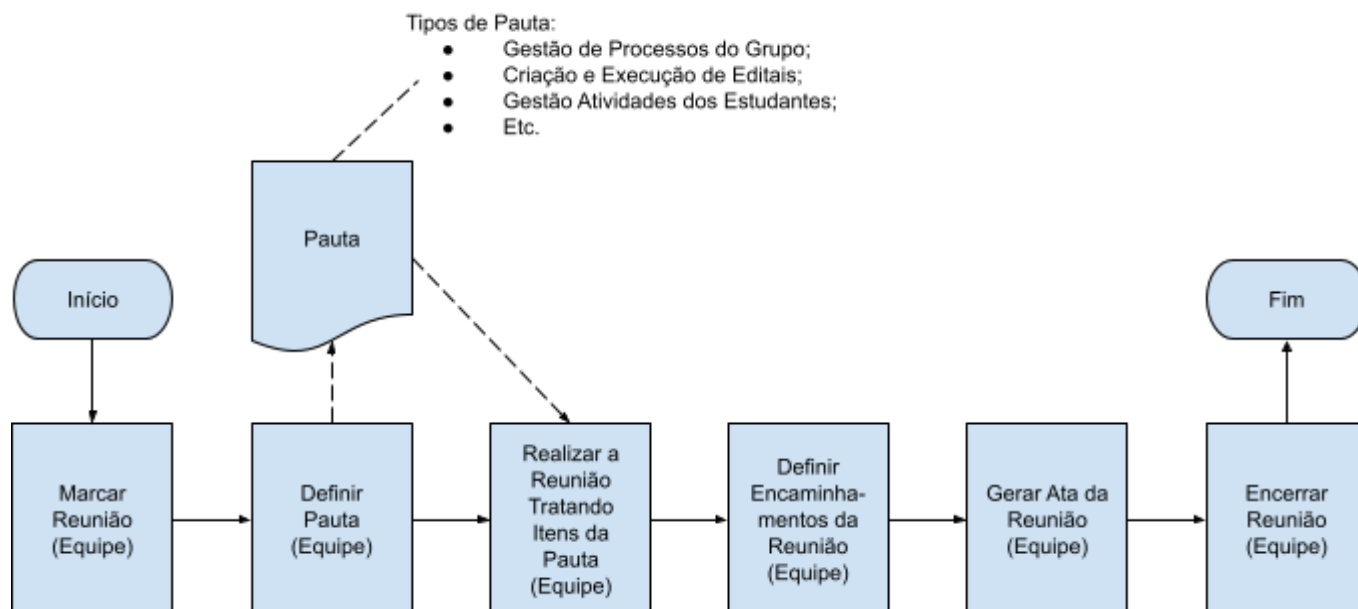 Tipos de Pauta:
● Gestão de Processos do Grupo;
● Criação e Execução de Editais;
● Gestão Atividades dos Estudantes;
● Etc.
Pauta
Início
Fim
Marcar
Reunião
(Equipe)
Definir
Pauta
(Equipe)
Realizar a
Reunião
Tratando
Itens da
Pauta
(Equipe)
Definir
Encaminha-
mentos da
Reunião
(Equipe)
Gerar Ata da
Reunião
(Equipe)
Encerrar
Reunião
(Equipe)